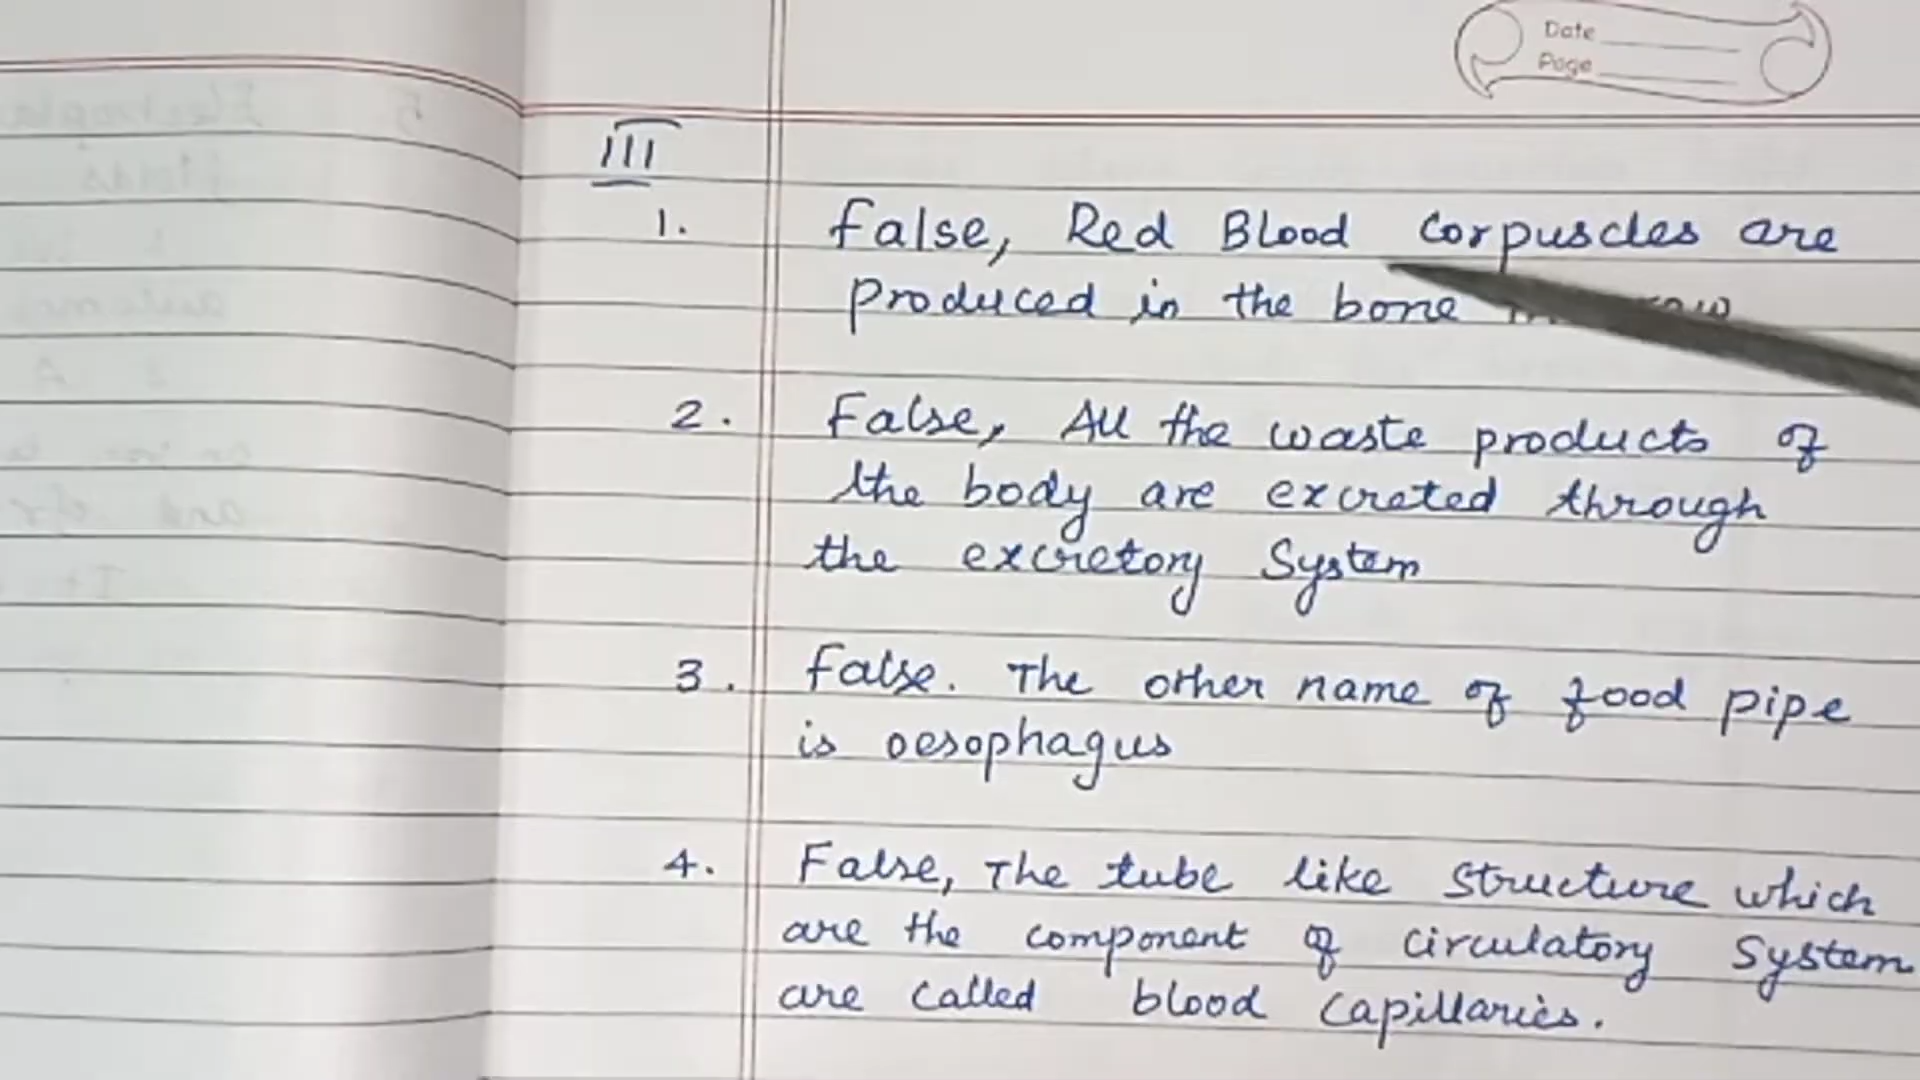 Date
Page
III
1. False, Red Blood Corpuscles are
produced in the bone
2. False, All the waste products of
the body are excreted through
the excretory System
3. False. The other name of food pipe
is oesophagus
4. False, The tube like structure which
are the component of circulatory System
are called blood capillaries.